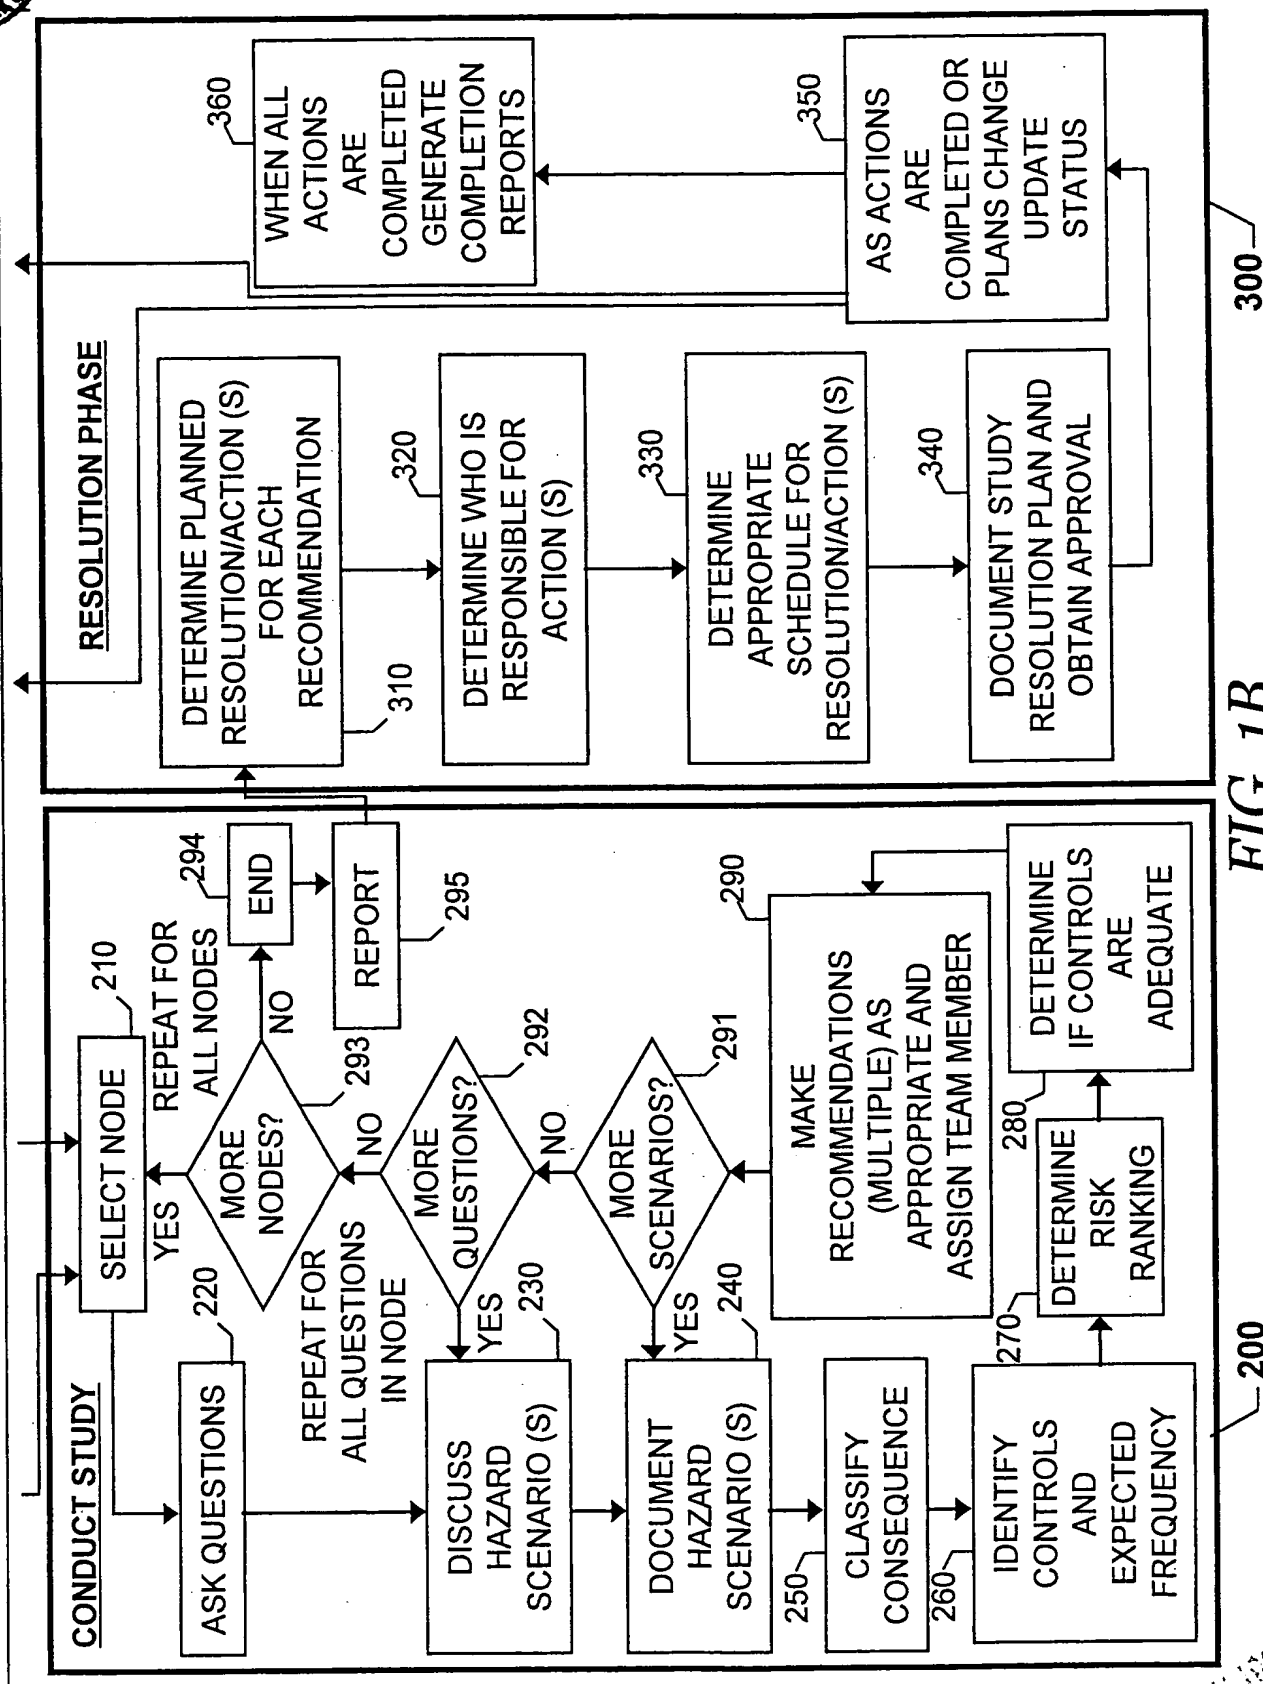 CONDUCT STUDY
SELECT NODE
210
REPEAT FOR
ALL NODES
YES
MORE
NODES?
293
NO
END
294
REPORT
295
ASK QUESTIONS
220
REPEAT FOR
ALL QUESTIONS
IN NODE
NO
MORE
QUESTIONS?
292
YES
DISCUSS
HAZARD
SCENARIO (S)
230
NO
MORE
SCENARIOS?
291
YES
DOCUMENT
HAZARD
SCENARIO (S)
240
CLASSIFY
CONSEQUENCE
250
IDENTIFY
CONTROLS
AND
EXPECTED
FREQUENCY
260
DETERMINE
RISK
RANKING
270
DETERMINE
IF CONTROLS
ARE
ADEQUATE
280
MAKE
RECOMMENDATIONS
(MULTIPLE) AS
APPROPRIATE AND
ASSIGN TEAM MEMBER
290
200
RESOLUTION PHASE
DETERMINE PLANNED
RESOLUTION/ACTION (S)
FOR EACH
RECOMMENDATION
310
DETERMINE WHO IS
RESPONSIBLE FOR
ACTION (S)
320
DETERMINE
APPROPRIATE
SCHEDULE FOR
RESOLUTION/ACTION (S)
330
DOCUMENT STUDY
RESOLUTION PLAN AND
OBTAIN APPROVAL
340
AS ACTIONS
ARE
COMPLETED OR
PLANS CHANGE
UPDATE
STATUS
350
WHEN ALL
ACTIONS
ARE
COMPLETED
GENERATE
COMPLETION
REPORTS
360
300
FIG. 1B